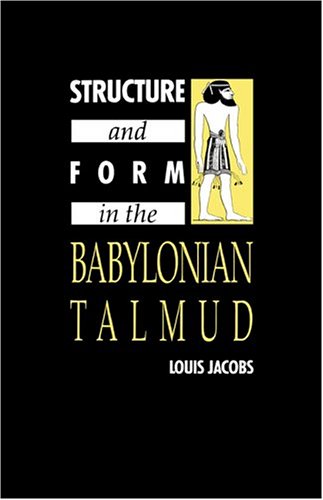 STRUCTURE
and
FORM
in the
BABYLONIAN
TALMUD
LOUIS JACOBS